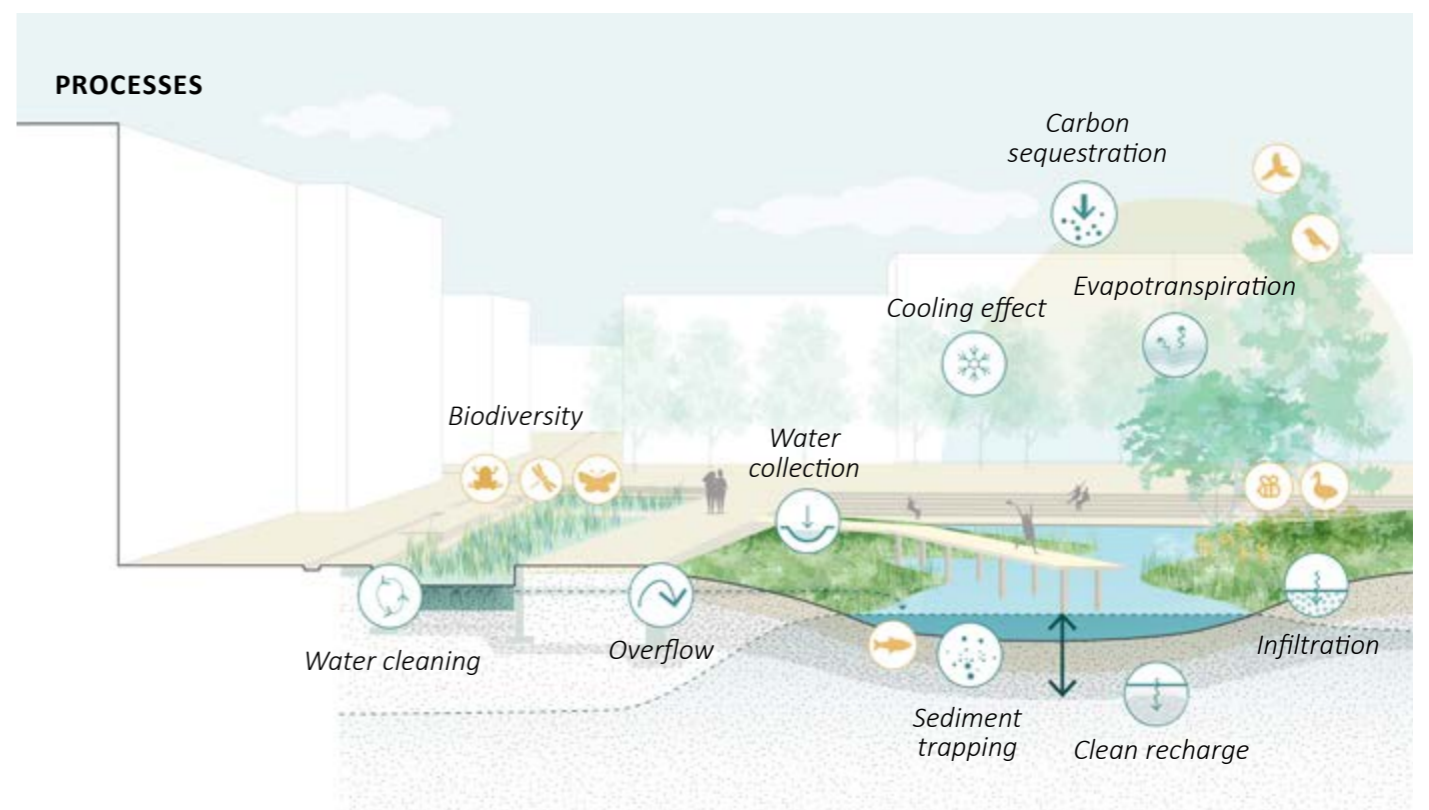 PROCESSES
Carbon
sequestration
Evapotranspiration
Cooling effect
Biodiversity
Water
collection
Water cleaning
Overflow
Infiltration
Sediment
trapping
Clean recharge